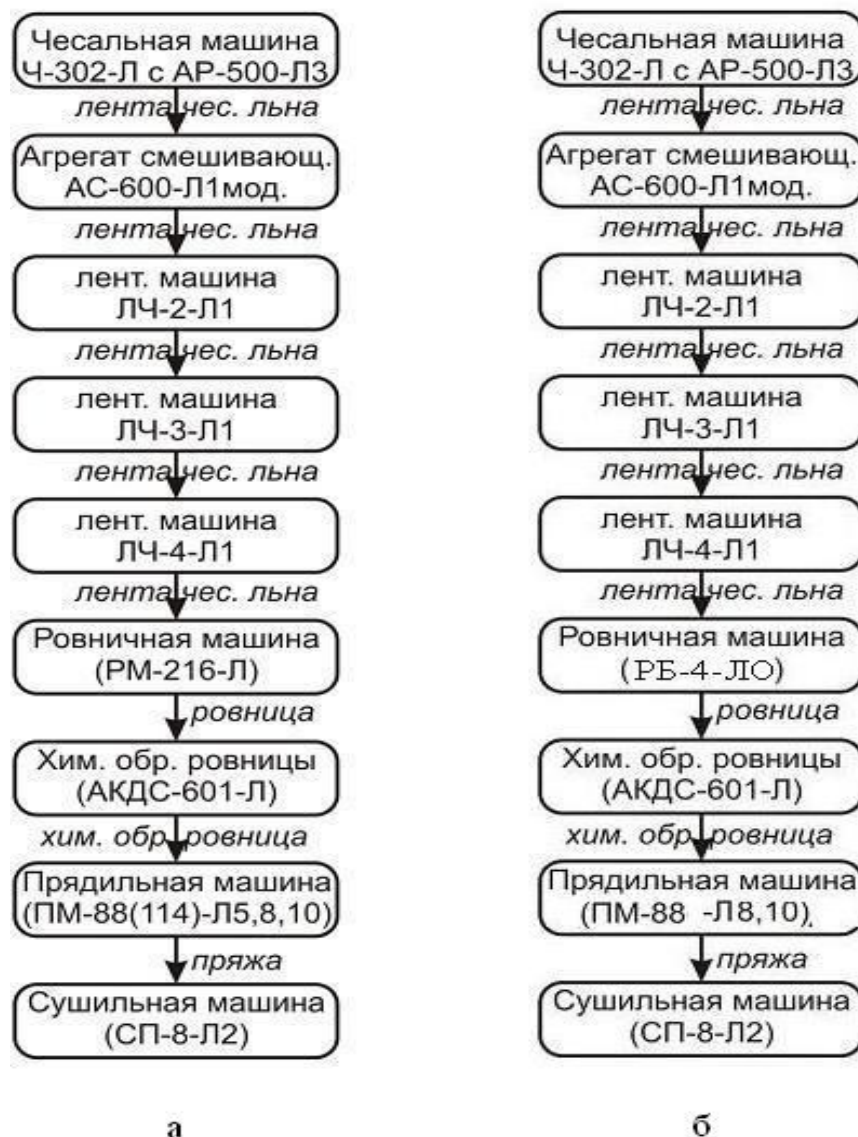 Чесальная машина
Ч-302-Л с АР-500-Л3
лента чес. льна
Агрегат смешивающ.
АС-600-Л1мод.
лента чес. льна
лент. машина
ЛЧ-2-Л1
лента чес. льна
лент. машина
ЛЧ-3-Л1
лента чес. льна
лент. машина
ЛЧ-4-Л1
лента чес. льна
Ровничная машина
(РМ-216-Л)
ровница
Хим. обр. ровницы
(АКДС-601-Л)
хим. обр. ровница
Прядильная машина
(ПМ-88(114)-Л5,8,10)
пряжа
Сушильная машина
(СП-8-Л2)
а
Чесальная машина
Ч-302-Л с АР-500-Л3
лента чес. льна
Агрегат смешивающ.
АС-600-Л1мод.
лента чес. льна
лент. машина
ЛЧ-2-Л1
лента чес. льна
лент. машина
ЛЧ-3-Л1
лента чес. льна
лент. машина
ЛЧ-4-Л1
лента чес. льна
Ровничная машина
(РБ-4-ЛО)
ровница
Хим. обр. ровницы
(АКДС-601-Л)
хим. обр. ровница
Прядильная машина
(ПМ-88 -Л8,10)
пряжа
Сушильная машина
(СП-8-Л2)
б